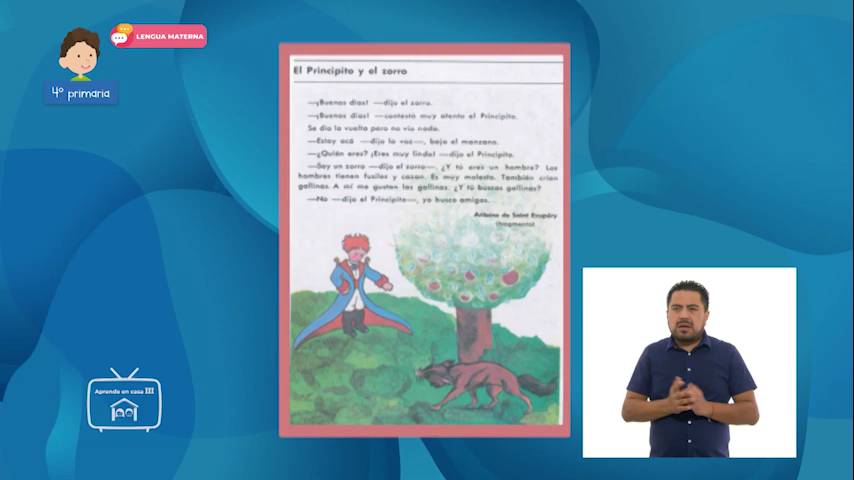 LENGUA MATERNA
4º primaria
El Principito y el zorro
—¡Buenos días! —dijo el zorro.
—¡Buenos días! —contestó muy atento el Principito.
Se dio la vuelta pero no vio nada.
—Estoy acá —dijo la voz—, bajo el manzano.
—¿Quién eres? ¡Eres muy lindo! —dijo el Principito.
—Soy un zorro —dijo el zorro—. ¿Y tú eres un hombre? Los
hombres tienen fusiles y cazan. Es muy molesto. También crían
gallinas. A mí me gustan las gallinas. ¿Y tú buscas gallinas?
—No —dijo el Principito—, yo busco amigos.
Antoine de Saint Exupéry
(fragmento)
Aprende en casa III